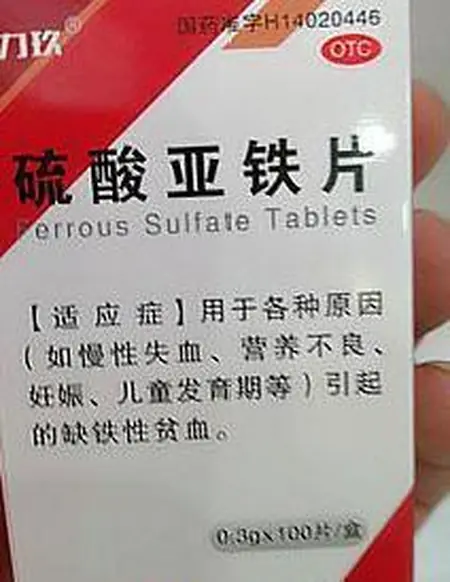 力玖®
国药准字H14020446
OTC
硫酸亚铁片
Ferrous Sulfate Tablets
【适应症】用于各种原因
（如慢性失血、营养不良、
妊娠、儿童发育期等）引起
的缺铁性贫血。
0.3g×100片/盒